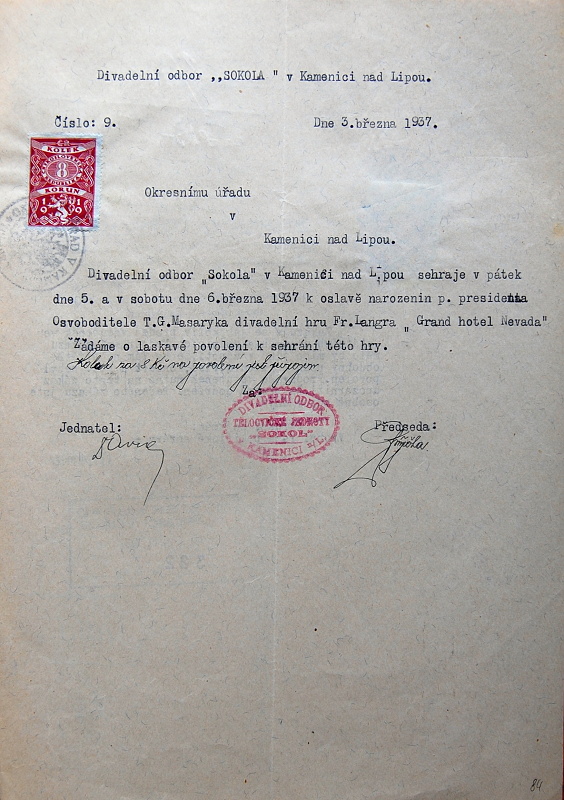 Divadelní odbor ,,SOKOLA " v Kamenici nad Lipou.
Číslo: 9.
Dne 3.března 1937.
KOLEK
8
KORUN
Okresnímu úřadu
v
Kamenici nad Lipou.
Divadelní odbor „Sokola" v Kamenici nad Lipou sehraje v pátek
dne 5. a v sobotu dne 6.března 1937 k oslavě narozenin p. presidenta
Osvoboditele T.G.Masaryka divadelní hru Fr.Langra „ Grand hotel Nevada"
Žádáme o laskavé povolení k sehrání této hry.
Kolek za 8 Kč na povolení jest připojen.
Za:
DIVADELNÍ ODBOR
TĚLOCVIČNÉ JEDNOTY
„SOKOL"
V KAMENICI n/L.
Jednatel:
Předseda:
84